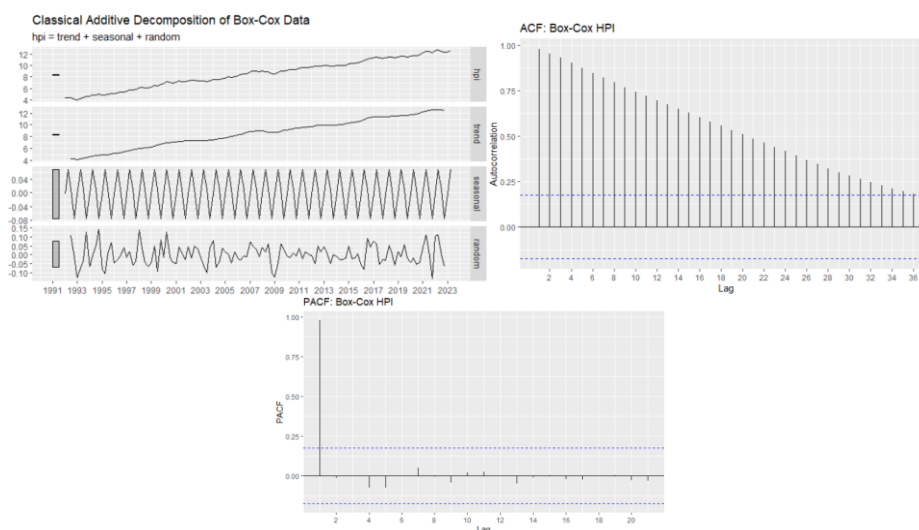 Classical Additive Decomposition of Box-Cox Data
hpi = trend + seasonal + random
12
10
8
6
4
hpi
12
10
8
6
4
trend
0.04
0.00
-0.04
-0.08
seasonal
0.15
0.10
0.05
0.00
-0.05
-0.10
random
1991 1993 1995 1997 1999 2001 2003 2005 2007 2009 2011 2013 2015 2017 2019 2021 2023
ACF: Box-Cox HPI
1.00
0.75
0.50
0.25
0.00
Autocorrelation
2 4 6 8 10 12 14 16 18 20 22 24 26 28 30 32 34 36
Lag
PACF: Box-Cox HPI
1.00
0.75
0.50
0.25
0.00
PACF
2 4 6 8 10 12 14 16 18 20
Lag